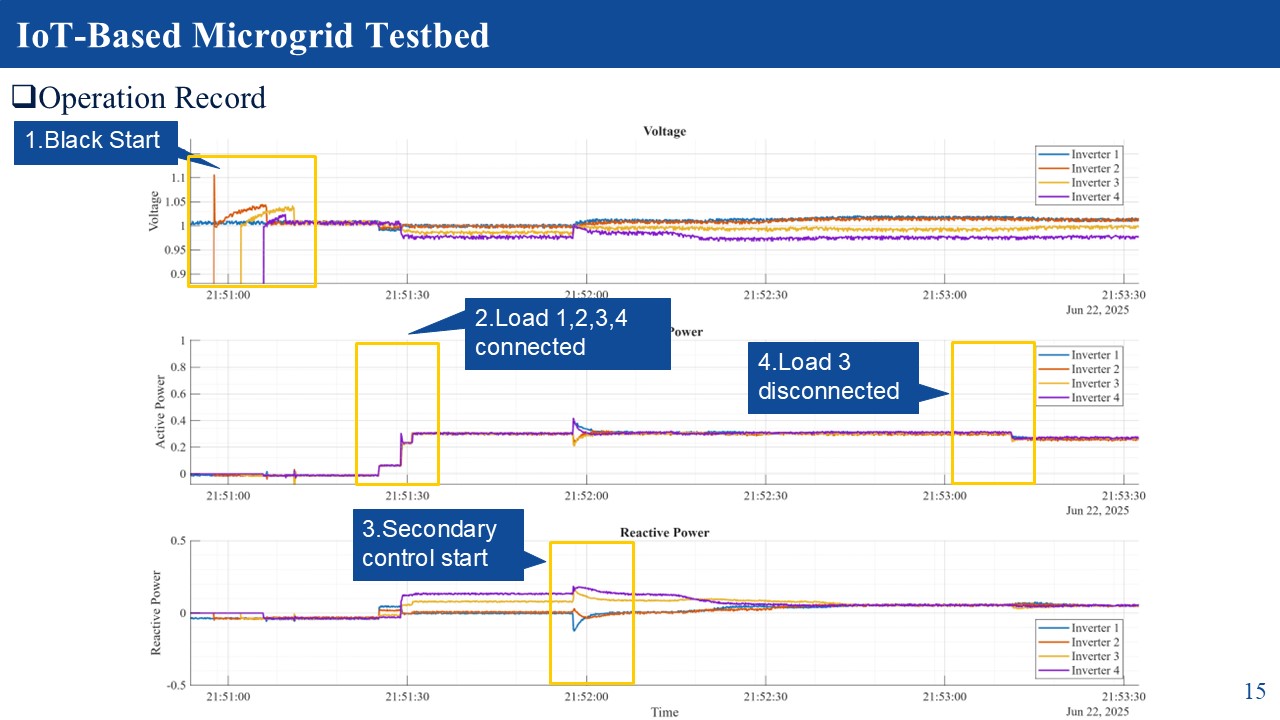 IoT-Based Microgrid Testbed
❑Operation Record
1.Black Start
Voltage
Voltage
1.1
1.05
1
0.95
0.9
Inverter 1
Inverter 2
Inverter 3
Inverter 4
21:51:00
21:51:30
21:52:00
21:52:30
21:53:00
21:53:30
Jun 22, 2025
2.Load 1,2,3,4
connected
Power
4.Load 3
disconnected
Active Power
1
0.8
0.6
0.4
0.2
0
Inverter 1
Inverter 2
Inverter 3
Inverter 4
21:51:00
21:51:30
21:52:00
21:52:30
21:53:00
21:53:30
Jun 22, 2025
3.Secondary
control start
Reactive Power
Reactive Power
0.5
0
-0.5
Inverter 1
Inverter 2
Inverter 3
Inverter 4
21:51:00
21:51:30
21:52:00
21:52:30
21:53:00
21:53:30
Time
Jun 22, 2025
15